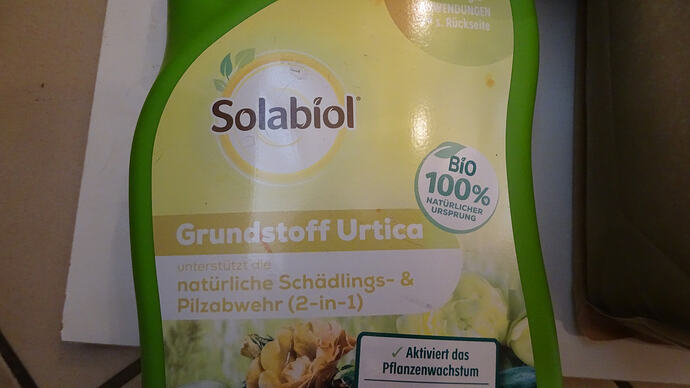 WENDUNGEN
s. Rückseite
Solabiol®
BiO
100%
NATÜRLICHER
URSPRUNG
Grundstoff Urtica
unterstützt die
natürliche Schädlings- &
Pilzabwehr (2-in-1)
✓ Aktiviert das
Pflanzenwachstum